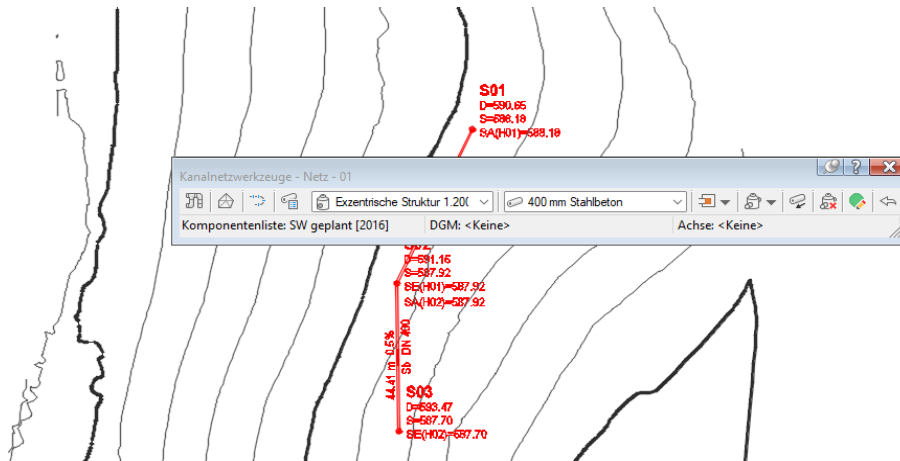 S01
D=590.65
S=588.18
SA(H01)=588.18
Kanalnetzwerkzeuge - Netz - 01
Exzentrische Struktur 1.20(
400 mm Stahlbeton
Komponentenliste: SW geplant [2016]
DGM: <Keine>
Achse: <Keine>
S02
D=591.15
S=587.92
SE(H01)=587.92
SA(H02)=587.92
44.41 m 0.5%
Sb DN 400
S03
D=593.47
S=587.70
SE(H02)=587.70